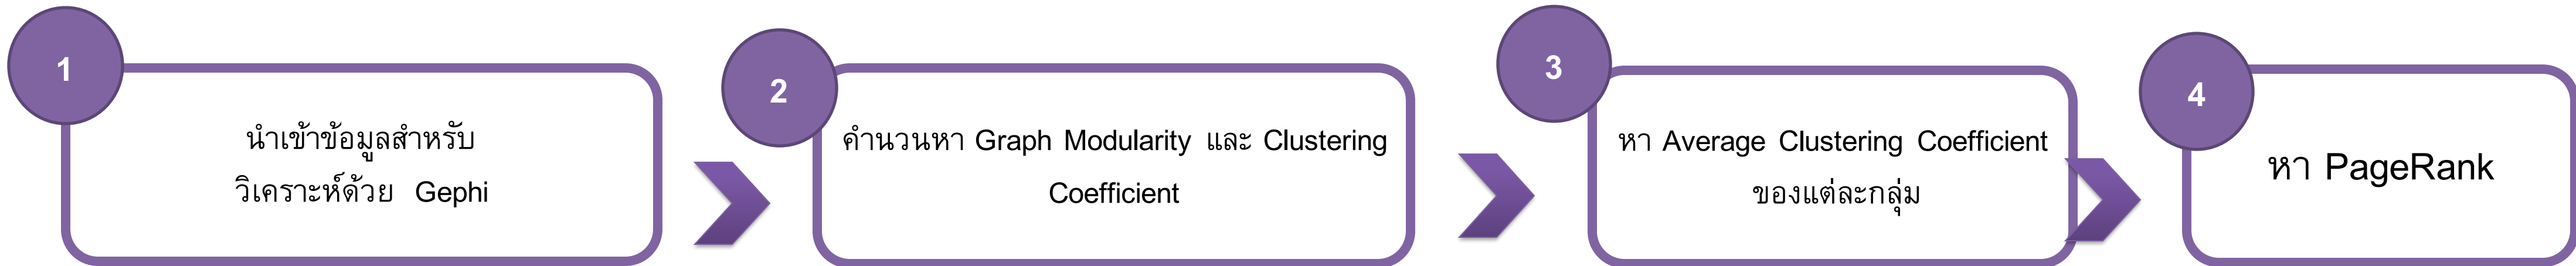 1
นำเข้าข้อมูลสำหรับ
วิเคราะห์ด้วย Gephi
2
คำนวนหา Graph Modularity และ Clustering
Coefficient
3
หา Average Clustering Coefficient
ของแต่ละกลุ่ม
4
หา PageRank